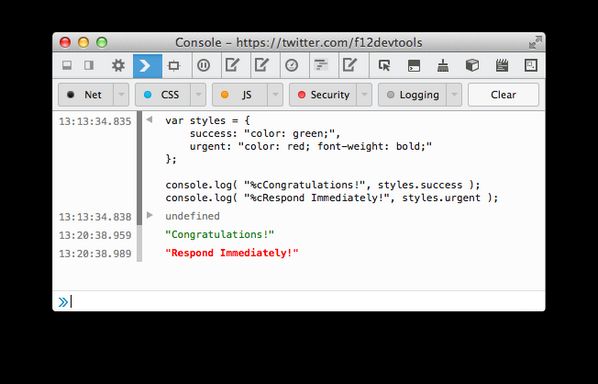 Console - https://twitter.com/f12devtools
Net CSS JS Security Logging Clear
13:13:34.835 var styles = {
success: "color: green;",
urgent: "color: red; font-weight: bold;"
};
console.log( "%cCongratulations!", styles.success );
console.log( "%cRespond Immediately!", styles.urgent );
13:13:34.838 undefined
13:20:38.959 "Congratulations!"
13:20:38.989 "Respond Immediately!"